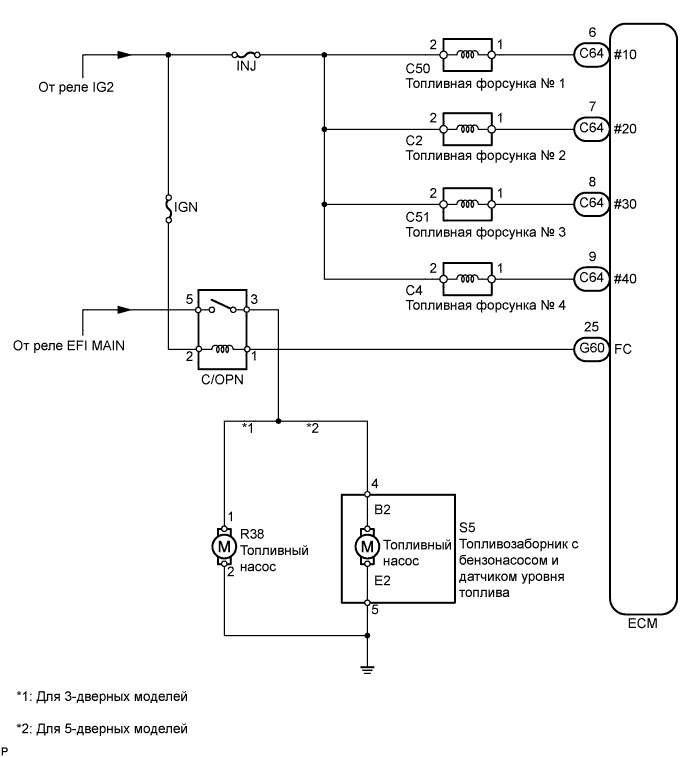 От реле IG2
INJ
2 1
C50
Топливная форсунка № 1
6
C64 #10
2 1
C2
Топливная форсунка № 2
7
C64 #20
IGN
2 1
C51
Топливная форсунка № 3
8
C64 #30
2 1
C4
Топливная форсунка № 4
9
C64 #40
От реле EFI MAIN
5 3
2 1
C/OPN
25
G60 FC
*1 *2
1
R38
Топливный
насос
M
2
4
B2
M
Топливный
насос
E2
5
S5
Топливозаборник с
бензонасосом и
датчиком уровня
топлива
ECM
*1: Для 3-дверных моделей
*2: Для 5-дверных моделей
P